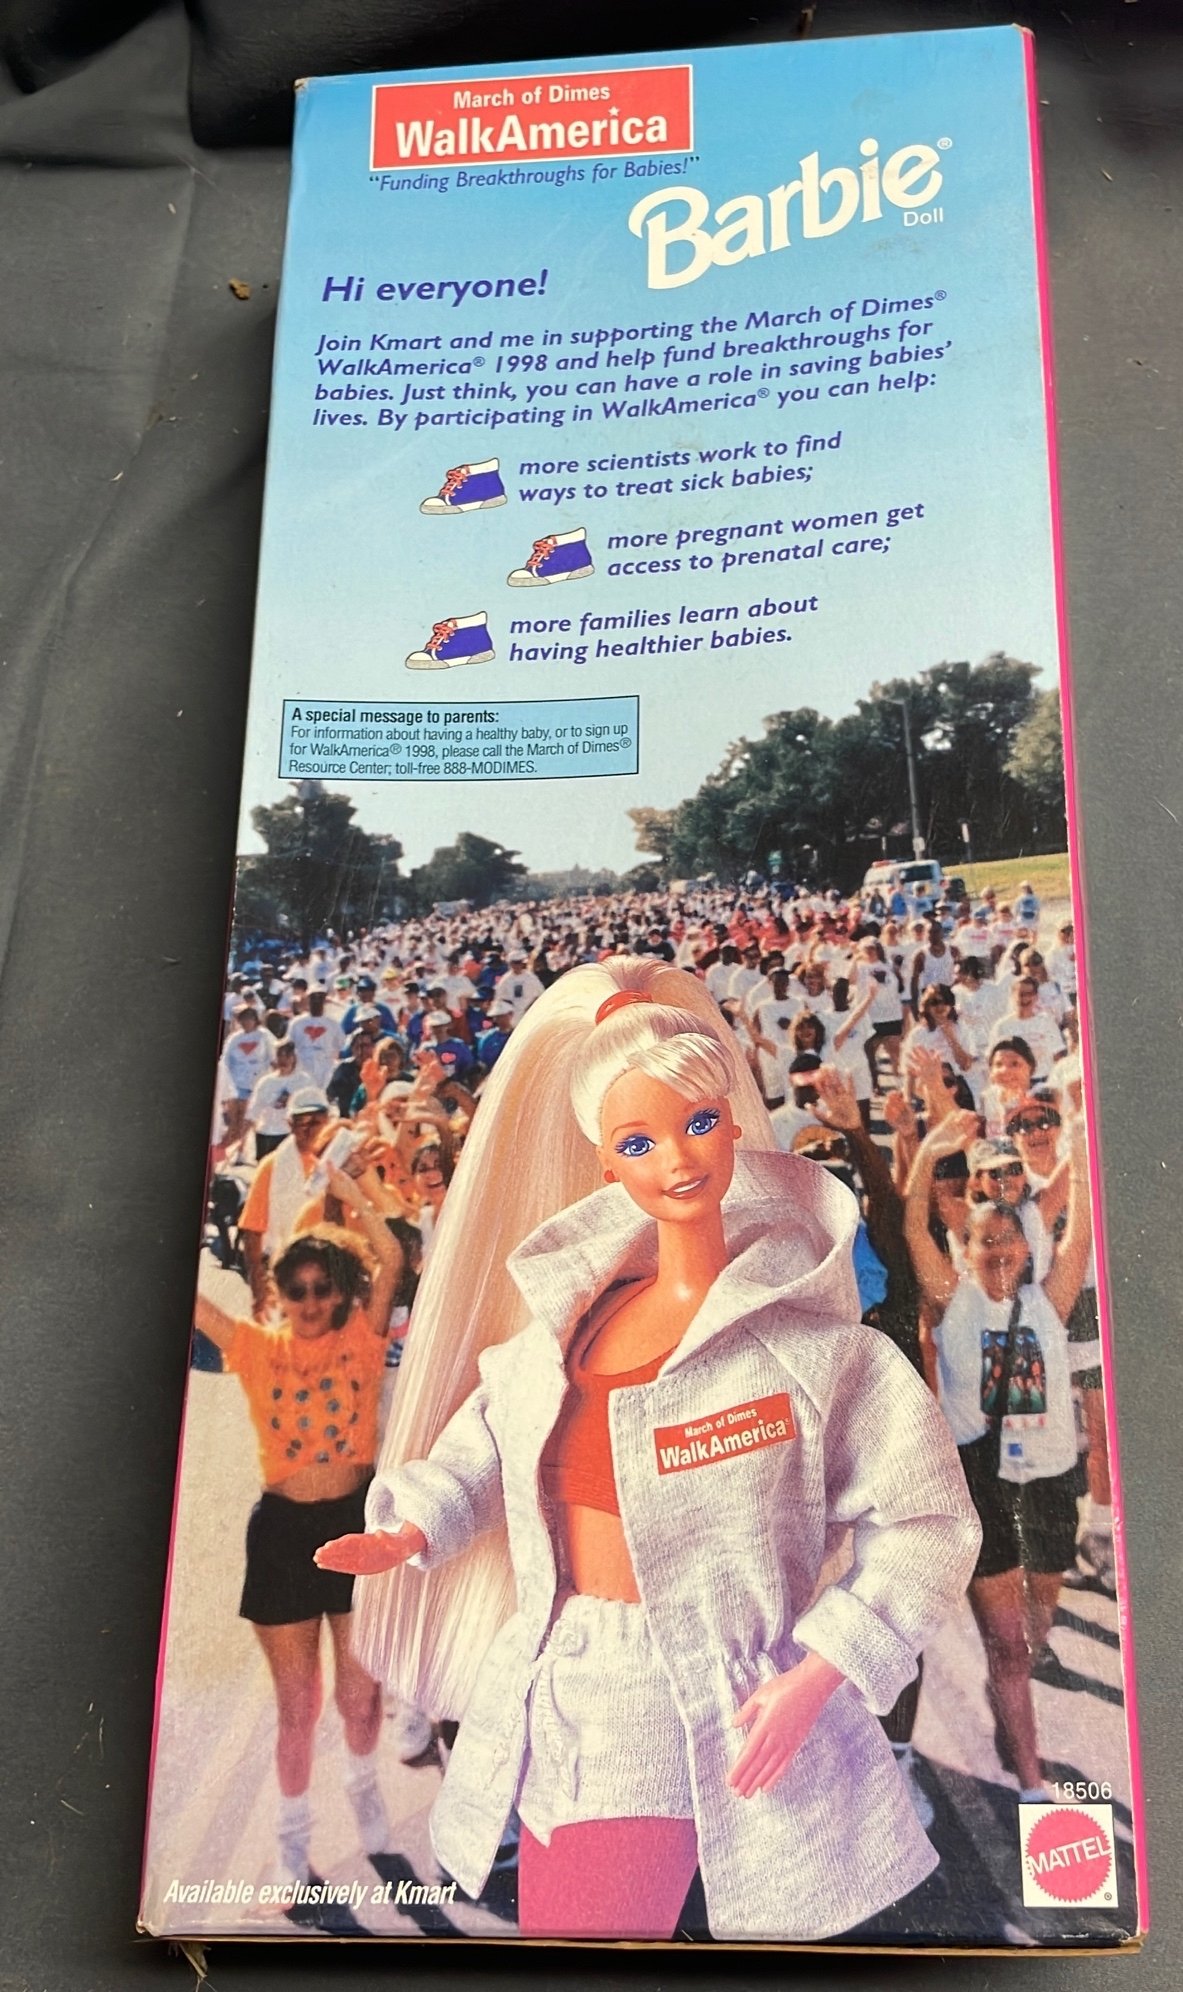 March of Dimes
WalkAmerica
"Funding Breakthroughs for Babies!"
Barbie®
Doll
Hi everyone!
Join Kmart and me in supporting the March of Dimes®
WalkAmerica® 1998 and help fund breakthroughs for
babies. Just think, you can have a role in saving babies'
lives. By participating in WalkAmerica® you can help:
more scientists work to find
ways to treat sick babies;
more pregnant women get
access to prenatal care;
more families learn about
having healthier babies.
A special message to parents:
For information about having a healthy baby, or to sign up
for WalkAmerica® 1998, please call the March of Dimes®
Resource Center; toll-free 888-MODIMES.
March of Dimes
WalkAmerica
18506
MATTEL
®
Available exclusively at Kmart